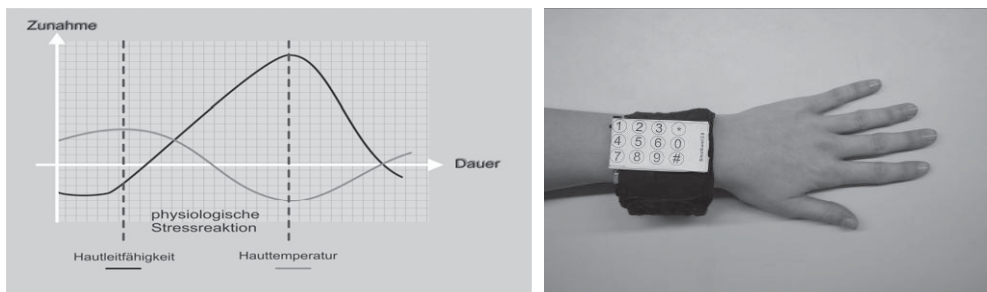 Zunahme
Dauer
physiologische
Stressreaktion
Hautleitfähigkeit
Hauttemperatur
1 2 3 *
4 5 6 0
7 8 9 #